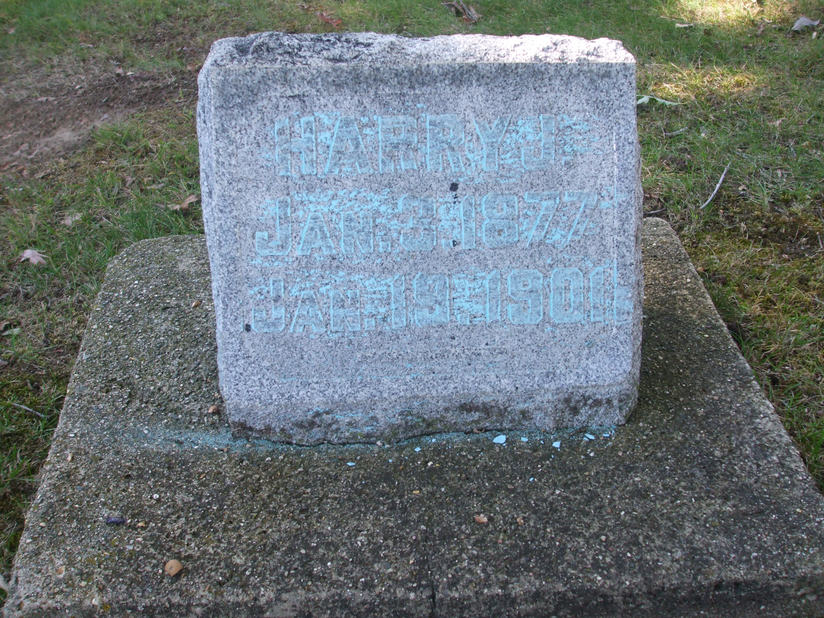 HARRY J.
JAN. 3. 1877
JAN. 19. 1901